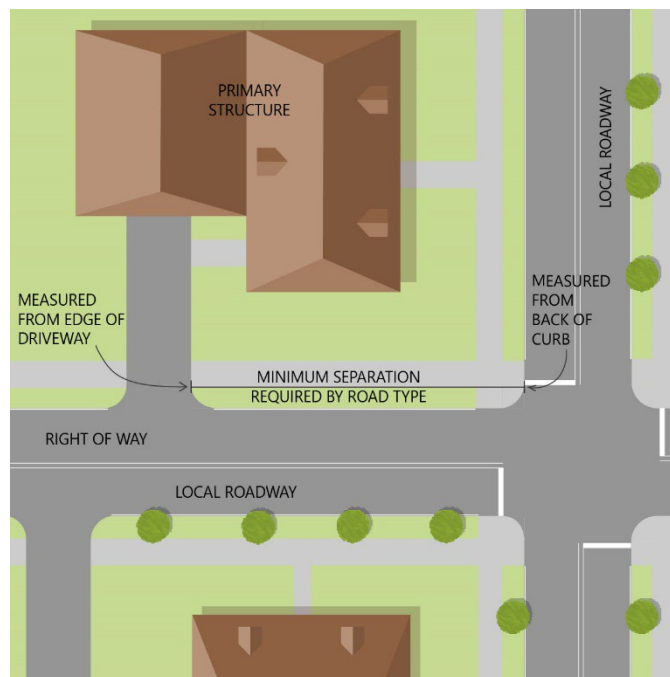 PRIMARY
STRUCTURE
LOCAL ROADWAY
MEASURED
FROM EDGE OF
DRIVEWAY
MEASURED
FROM
BACK OF
CURB
MINIMUM SEPARATION
REQUIRED BY ROAD TYPE
RIGHT OF WAY
LOCAL ROADWAY